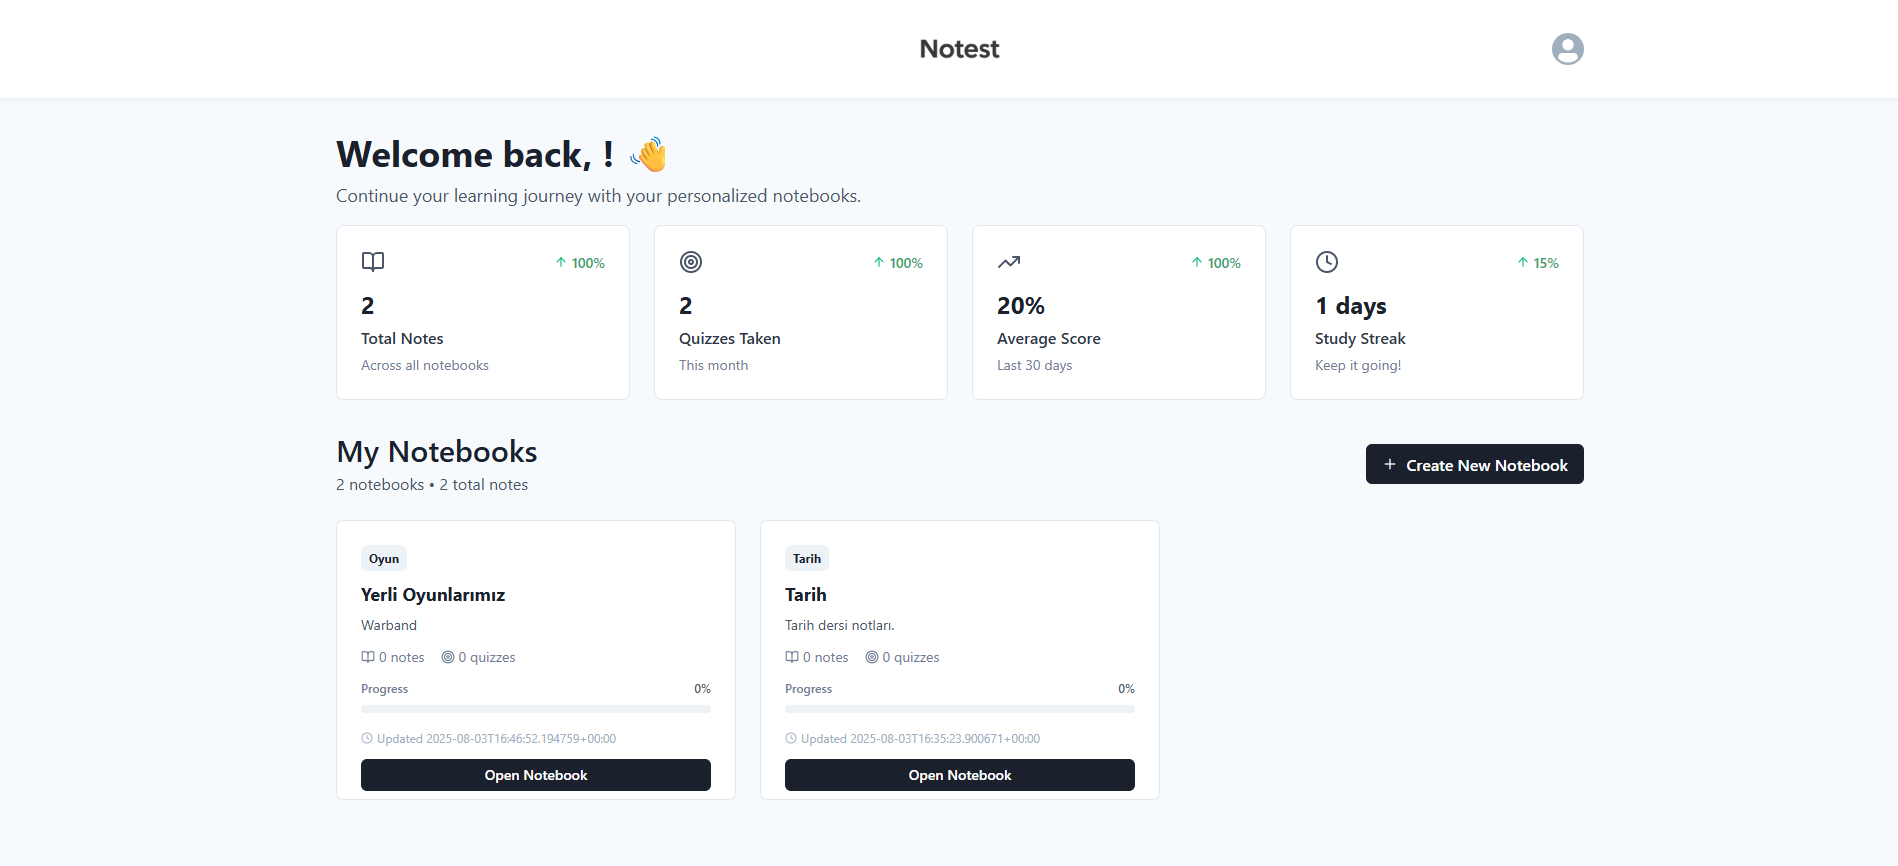 Notest
Welcome back, ! 👋
Continue your learning journey with your personalized notebooks.
↑ 100%
2
Total Notes
Across all notebooks
↑ 100%
2
Quizzes Taken
This month
↑ 100%
20%
Average Score
Last 30 days
↑ 15%
1 days
Study Streak
Keep it going!
My Notebooks
2 notebooks • 2 total notes
+ Create New Notebook
Oyun
Yerli Oyunlarımız
Warband
0 notes 0 quizzes
Progress 0%
Updated 2025-08-03T16:46:52.194759+00:00
Open Notebook
Tarih
Tarih
Tarih dersi notları.
0 notes 0 quizzes
Progress 0%
Updated 2025-08-03T16:35:23.900671+00:00
Open Notebook